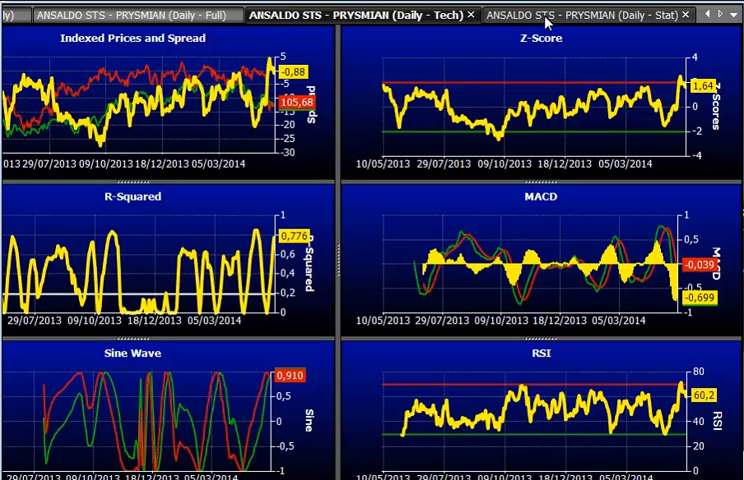 ly) ANSALDO STS - PRYSMIAN (Daily - Full) ANSALDO STS - PRYSMIAN (Daily - Tech) ANSALDO STS - PRYSMIAN (Daily - Stat)
Indexed Prices and Spread
5
-0,88
105,68
-15
-20
-25
-30
013 29/07/2013 09/10/2013 18/12/2013 05/03/2014
Z-Score
4
1,64
0
-2
-4
Z-Scores
10/05/2013 29/07/2013 09/10/2013 18/12/2013 05/03/2014
R-Squared
1
0,776
0,6
0,4
0,2
0
R-Squared
29/07/2013 09/10/2013 18/12/2013 05/03/2014
MACD
1
0,5
-0,039
-0,699
-1
MACD
10/05/2013 29/07/2013 09/10/2013 18/12/2013 05/03/2014
Sine Wave
0,910
0,5
0
-0,5
-1
Sine
29/07/2013 09/10/2013 18/12/2013 05/03/2014
RSI
80
60,2
40
20
0
RSI
10/05/2013 29/07/2013 09/10/2013 18/12/2013 05/03/2014